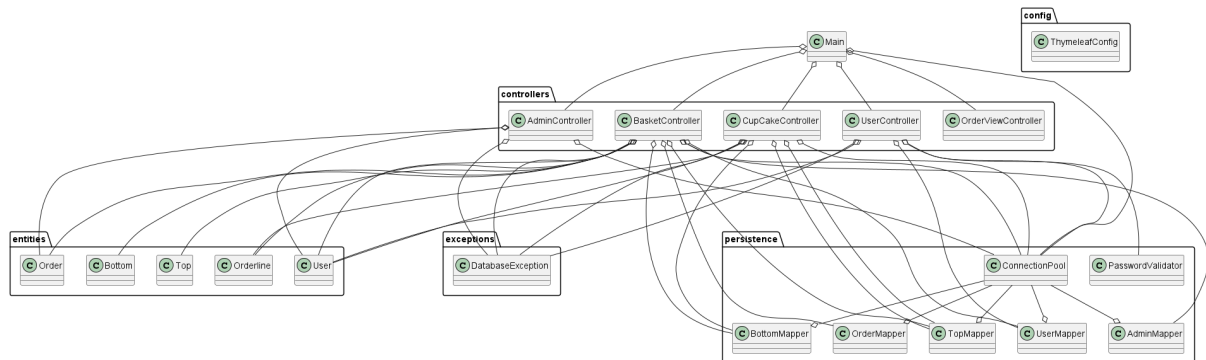 config
C Main
C ThymeleafConfig
controllers
C AdminController
C BasketController
C CupCakeController
C UserController
C OrderViewController
entities
exceptions
persistence
C Order
C Bottom
C Top
C Orderline
C User
C DatabaseException
C ConnectionPool
C PasswordValidator
C BottomMapper
C OrderMapper
C TopMapper
C UserMapper
C AdminMapper